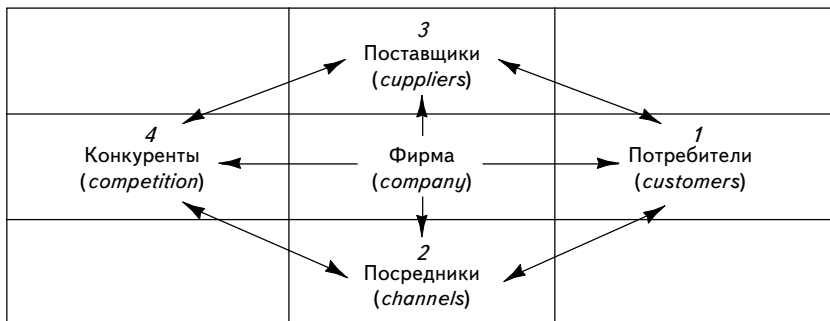 3
Поставщики
(cuppliers)
4
Конкуренты
(competition)
Фирма
(company)
1
Потребители
(customers)
2
Посредники
(channels)